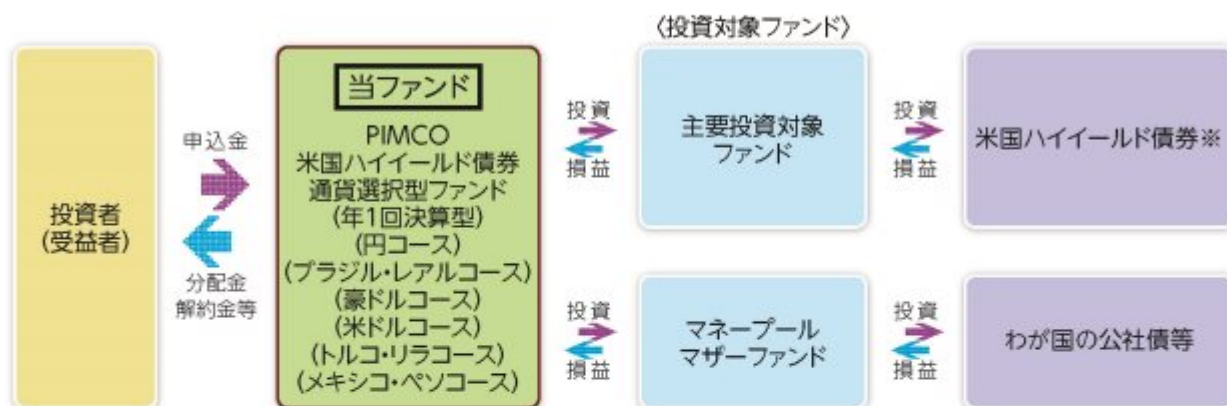 〈投資対象ファンド〉
投資者
(受益者)
申込金
分配金
解約金等
当ファンド
PIMCO
米国ハイイールド債券
通貨選択型ファンド
(年1回決算型)
(円コース)
(ブラジル・レアルコース)
(豪ドルコース)
(米ドルコース)
(トルコ・リラコース)
(メキシコ・ペソコース)
投資
損益
主要投資対象
ファンド
投資
損益
米国ハイイールド債券※
投資
損益
マネープール
マザーファンド
投資
損益
わが国の公社債等